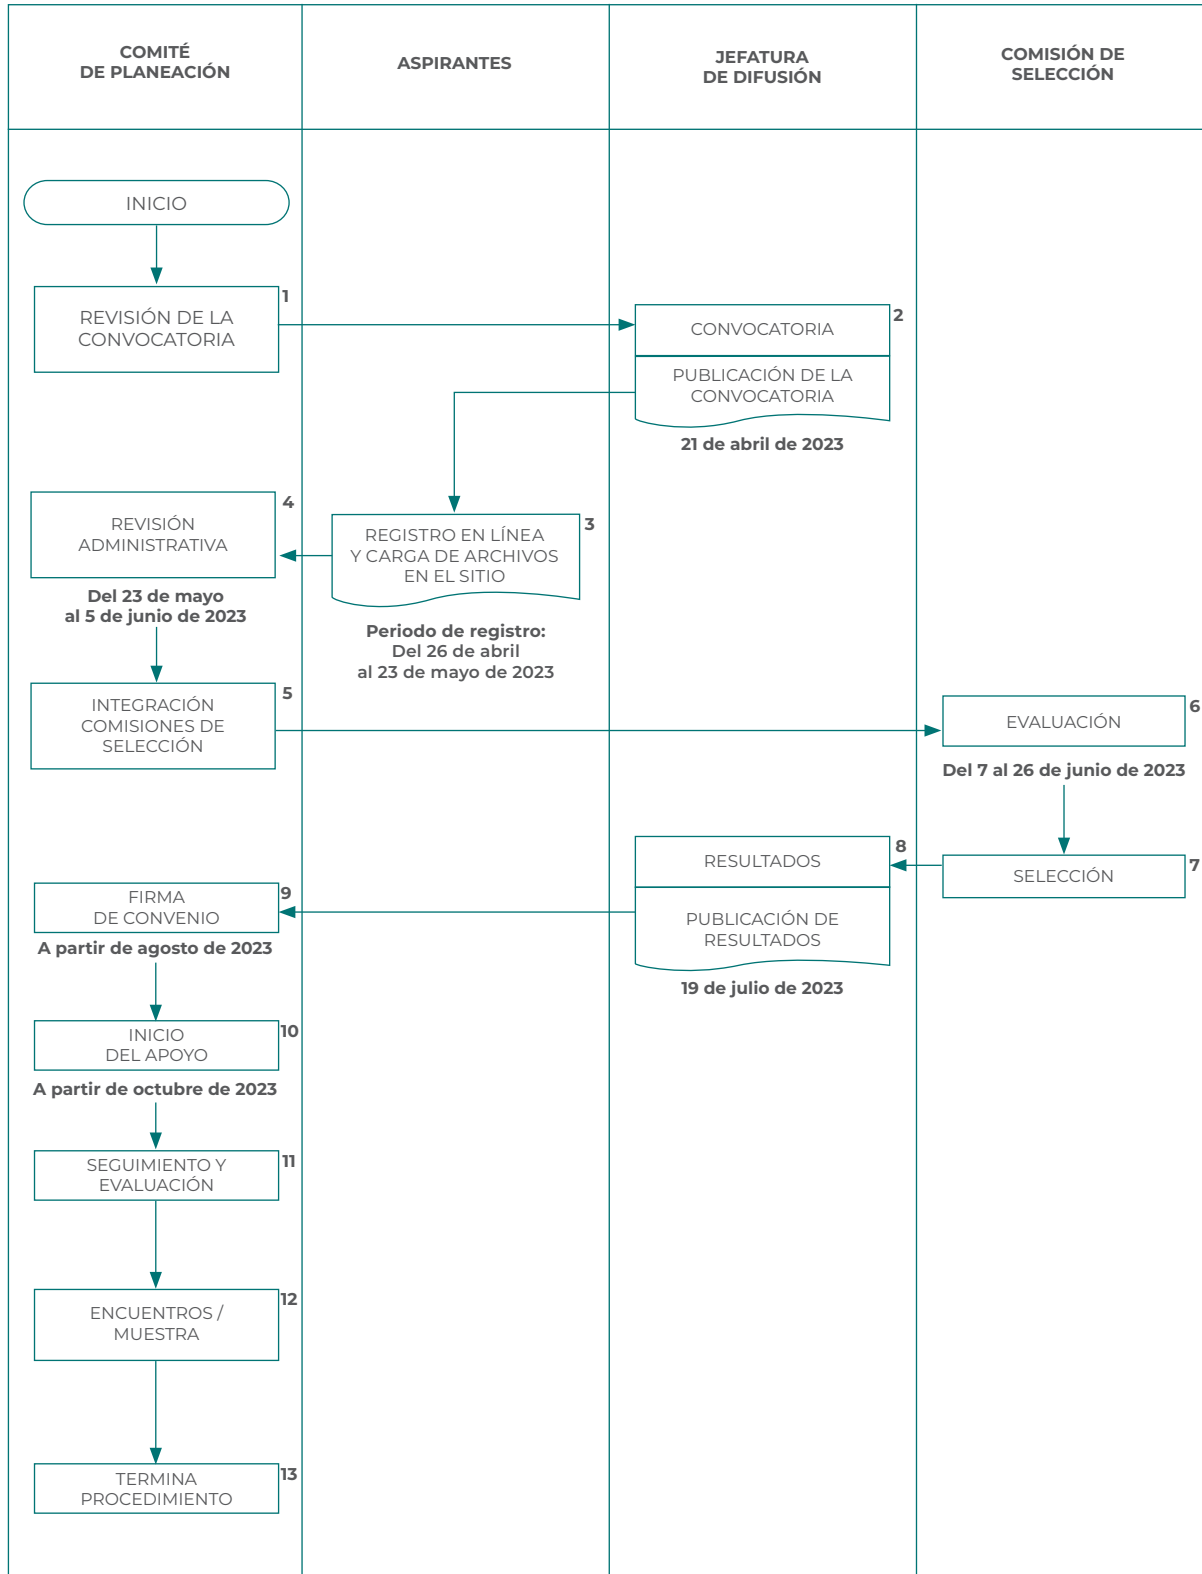 COMITÉ
DE PLANEACIÓN
ASPIRANTES
JEFATURA
DE DIFUSIÓN
COMISIÓN DE
SELECCIÓN
INICIO
1
REVISIÓN DE LA
CONVOCATORIA
2
CONVOCATORIA
PUBLICACIÓN DE LA
CONVOCATORIA
21 de abril de 2023
3
REGISTRO EN LÍNEA
Y CARGA DE ARCHIVOS
EN EL SITIO
Periodo de registro:
Del 26 de abril
al 23 de mayo de 2023
4
REVISIÓN
ADMINISTRATIVA
Del 23 de mayo
al 5 de junio de 2023
5
INTEGRACIÓN
COMISIONES DE
SELECCIÓN
6
EVALUACIÓN
Del 7 al 26 de junio de 2023
7
SELECCIÓN
8
RESULTADOS
PUBLICACIÓN DE
RESULTADOS
19 de julio de 2023
9
FIRMA
DE CONVENIO
A partir de agosto de 2023
10
INICIO
DEL APOYO
A partir de octubre de 2023
11
SEGUIMIENTO Y
EVALUACIÓN
12
ENCUENTROS /
MUESTRA
13
TERMINA
PROCEDIMIENTO